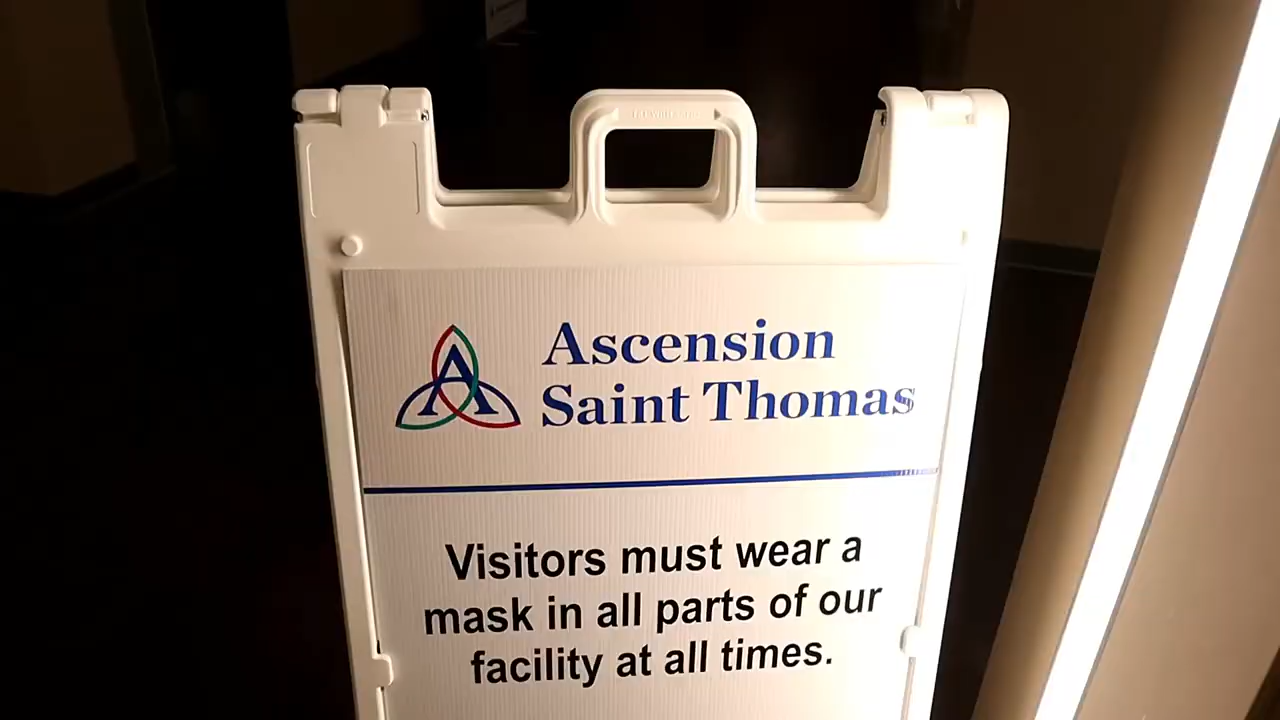 Ascension
Saint Thomas
Visitors must wear a
mask in all parts of our
facility at all times.